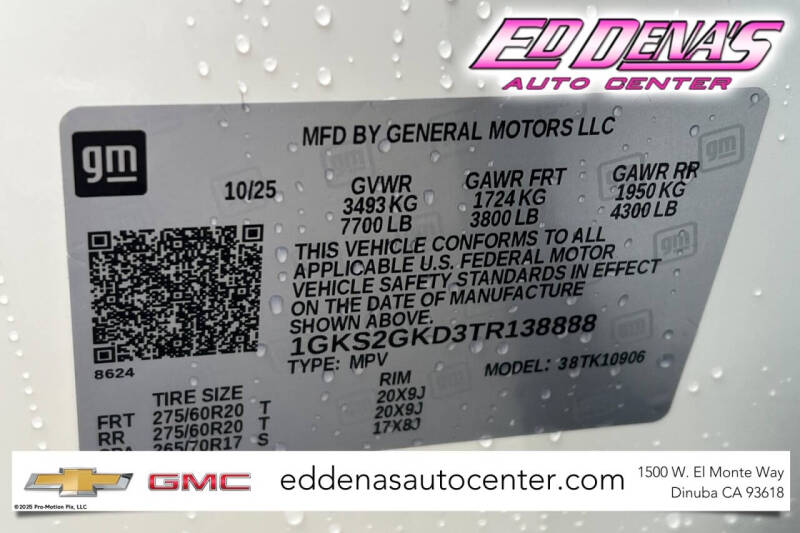 ED DENA'S
AUTO CENTER
gm
MFD BY GENERAL MOTORS LLC
10/25
GVWR
3493 KG
7700 LB
GAWR FRT
1724 KG
3800 LB
GAWR RR
1950 KG
4300 LB
THIS VEHICLE CONFORMS TO ALL
APPLICABLE U.S. FEDERAL MOTOR
VEHICLE SAFETY STANDARDS IN EFFECT
ON THE DATE OF MANUFACTURE
SHOWN ABOVE.
1GKS2GKD3TR138888
TYPE: MPV
MODEL: 38TK10906
8624
TIRE SIZE
RIM
FRT 275/60R20 T 20X9J
RR 275/60R20 T 20X9J
SPA 265/70R17 S 17X8J
GMC
eddenasautocenter.com
1500 W. El Monte Way
Dinuba CA 93618
©2025 Pro-Motion Pix, LLC